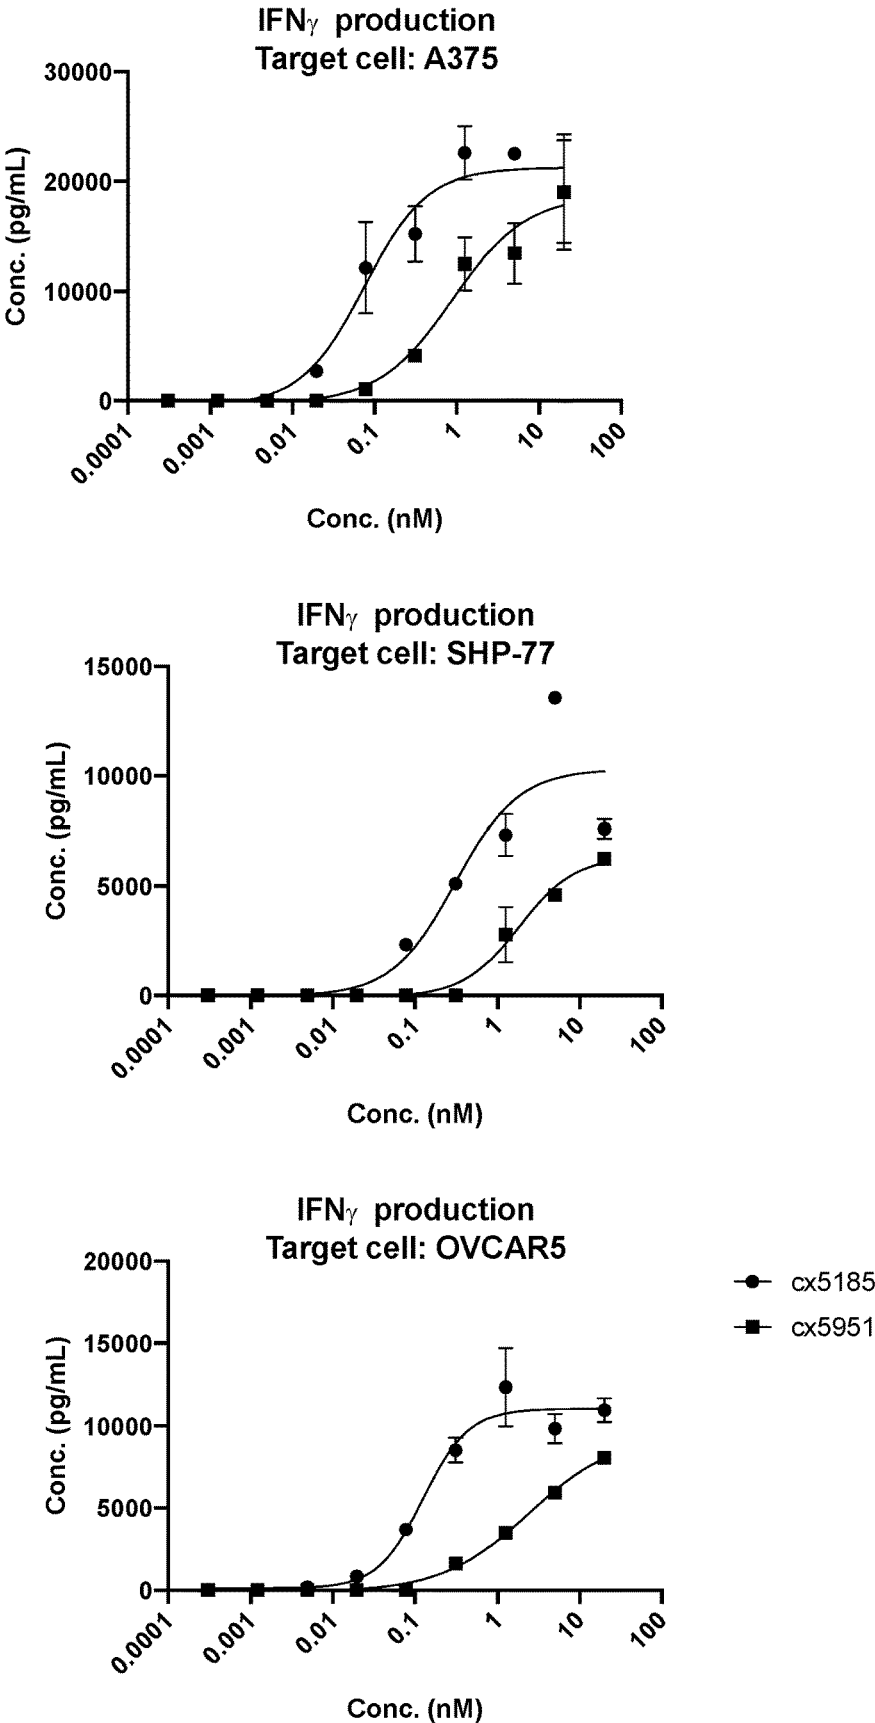 IFNγ production
Target cell: A375
30000
20000
10000
0
Conc. (pg/mL)
0.0001
0.001
0.01
0.1
1
10
100
Conc. (nM)
IFNγ production
Target cell: SHP-77
15000
10000
5000
0
Conc. (pg/mL)
0.0001
0.001
0.01
0.1
1
10
100
Conc. (nM)
IFNγ production
Target cell: OVCAR5
20000
15000
10000
5000
0
Conc. (pg/mL)
0.0001
0.001
0.01
0.1
1
10
100
Conc. (nM)
cx5185
cx5951